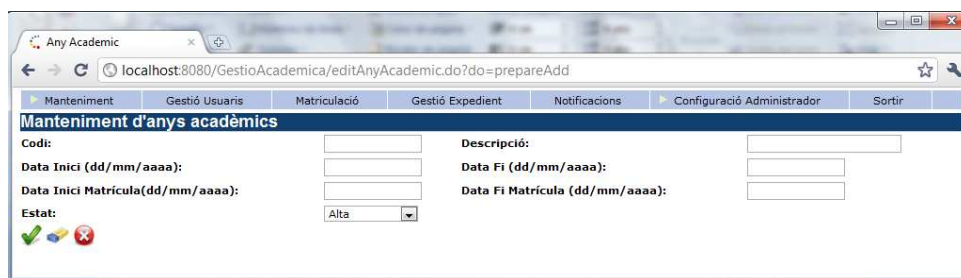 Any Academic
localhost:8080/GestioAcademica/editAnyAcademic.do?do=prepareAdd
Manteniment Gestió Usuaris Matriculació Gestió Expedient Notificacions Configuració Administrador Sortir
Manteniment d'anys acadèmics
Codi: Descripció:
Data Inici (dd/mm/aaaa): Data Fi (dd/mm/aaaa):
Data Inici Matrícula(dd/mm/aaaa): Data Fi Matrícula (dd/mm/aaaa):
Estat: Alta